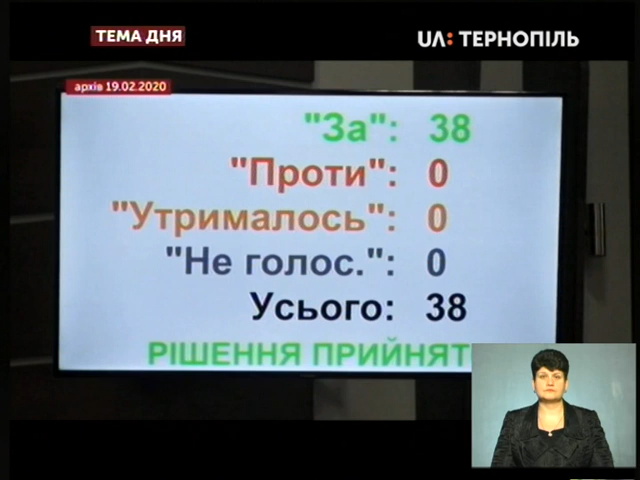 ТЕМА ДНЯ
UA: ТЕРНОПІЛЬ
архів 19.02.2020
"За": 38
"Проти": 0
"Утрималось": 0
"Не голос.": 0
Усього: 38
РІШЕННЯ ПРИЙНЯТ